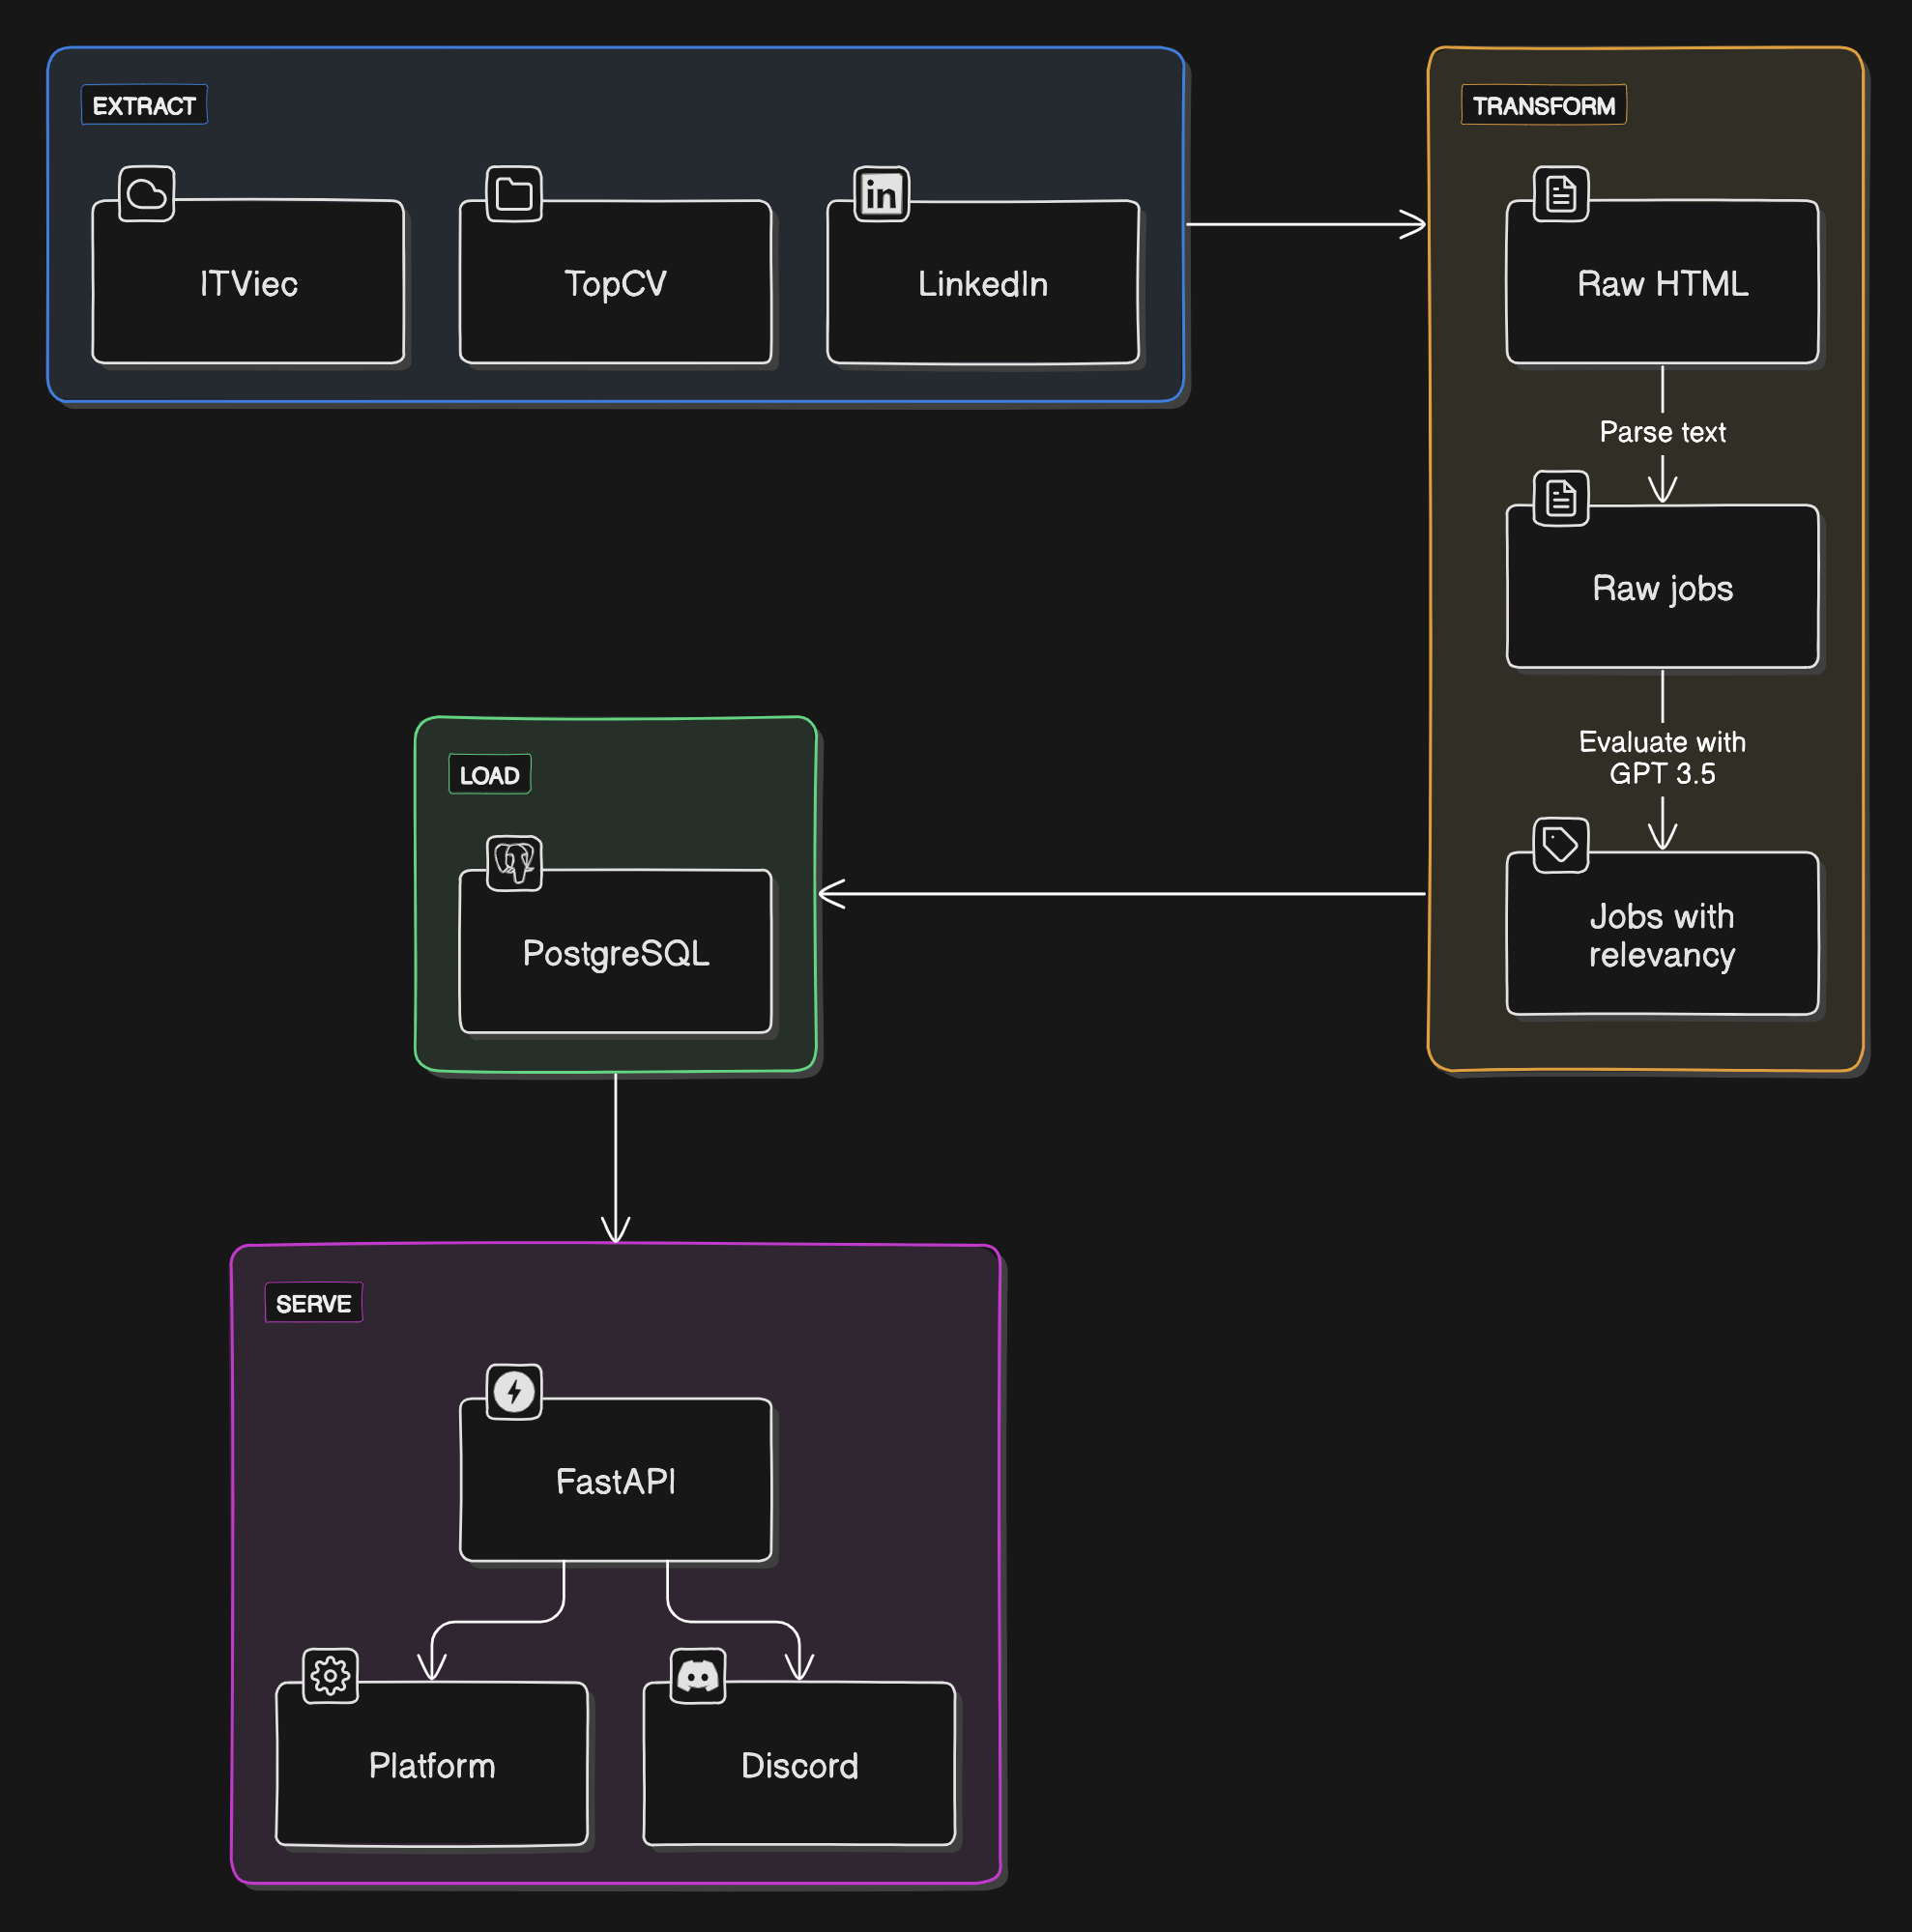 EXTRACT
ITViec
TopCV
LinkedIn
TRANSFORM
Raw HTML
Parse text
Raw jobs
Evaluate with
GPT 3.5
Jobs with
relevancy
LOAD
PostgreSQL
SERVE
FastAPI
Platform
Discord